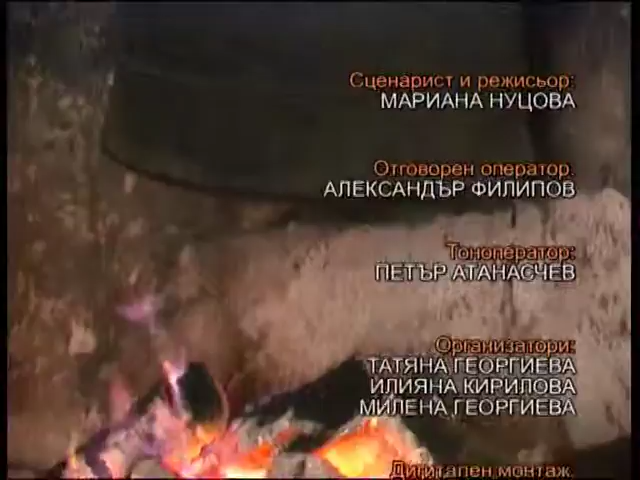 Сценарист и режисьор:
МАРИАНА НУЦОВА
Отговорен оператор:
АЛЕКСАНДЪР ФИЛИПОВ
Тоноператор:
ПЕТЪР АТАНАСЧЕВ
Организатори:
ТАТЯНА ГЕОРГИЕВА
ИЛИЯНА КИРИЛОВА
МИЛЕНА ГЕОРГИЕВА
Дигитален монтаж: